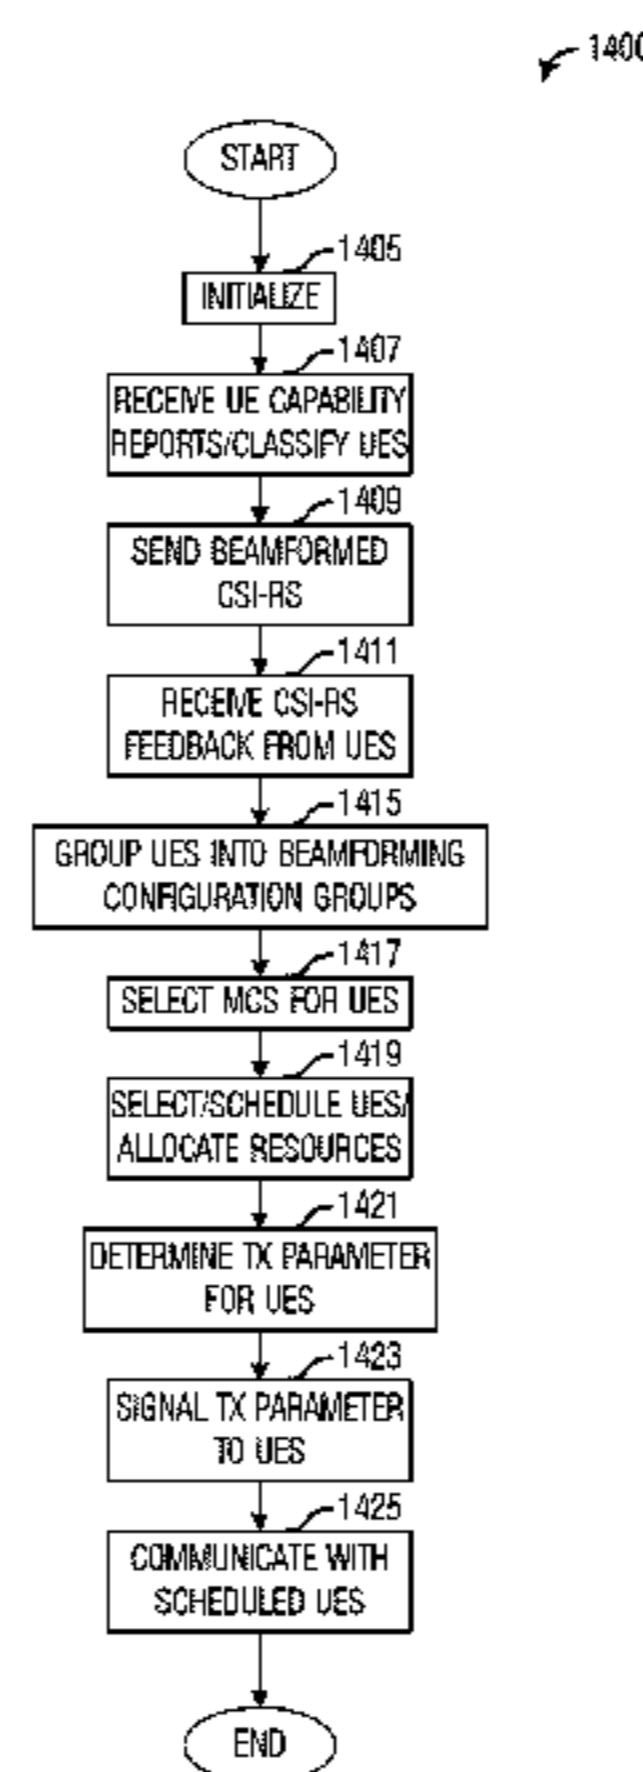 1400
START
1405
INITIALIZE
1407
RECEIVE UE CAPABILITY
REPORTS/CLASSIFY UES
1409
SEND BEAMFORMED
CSI-RS
1411
RECEIVE CSI-RS
FEEDBACK FROM UES
1415
GROUP UES INTO BEAMFORMING
CONFIGURATION GROUPS
1417
SELECT MCS FOR UES
1419
SELECT/SCHEDULE UES/
ALLOCATE RESOURCES
1421
DETERMINE TX PARAMETER
FOR UES
1423
SIGNAL TX PARAMETER
TO UES
1425
COMMUNICATE WITH
SCHEDULED UES
END